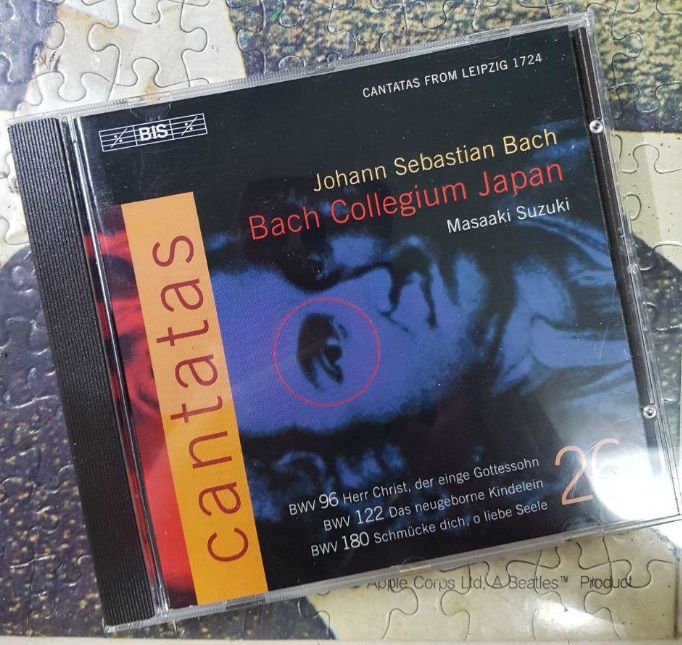 CANTATAS FROM LEIPZIG 1724
BIS
Johann Sebastian Bach
Bach Collegium Japan
Masaaki Suzuki
cantatas
BWV 96 Herr Christ, der einge Gottessohn
BWV 122 Das neugeborne Kindelein
BWV 180 Schmücke dich, o liebe Seele
26
Apple Corps Ltd. A Beatles™ Product